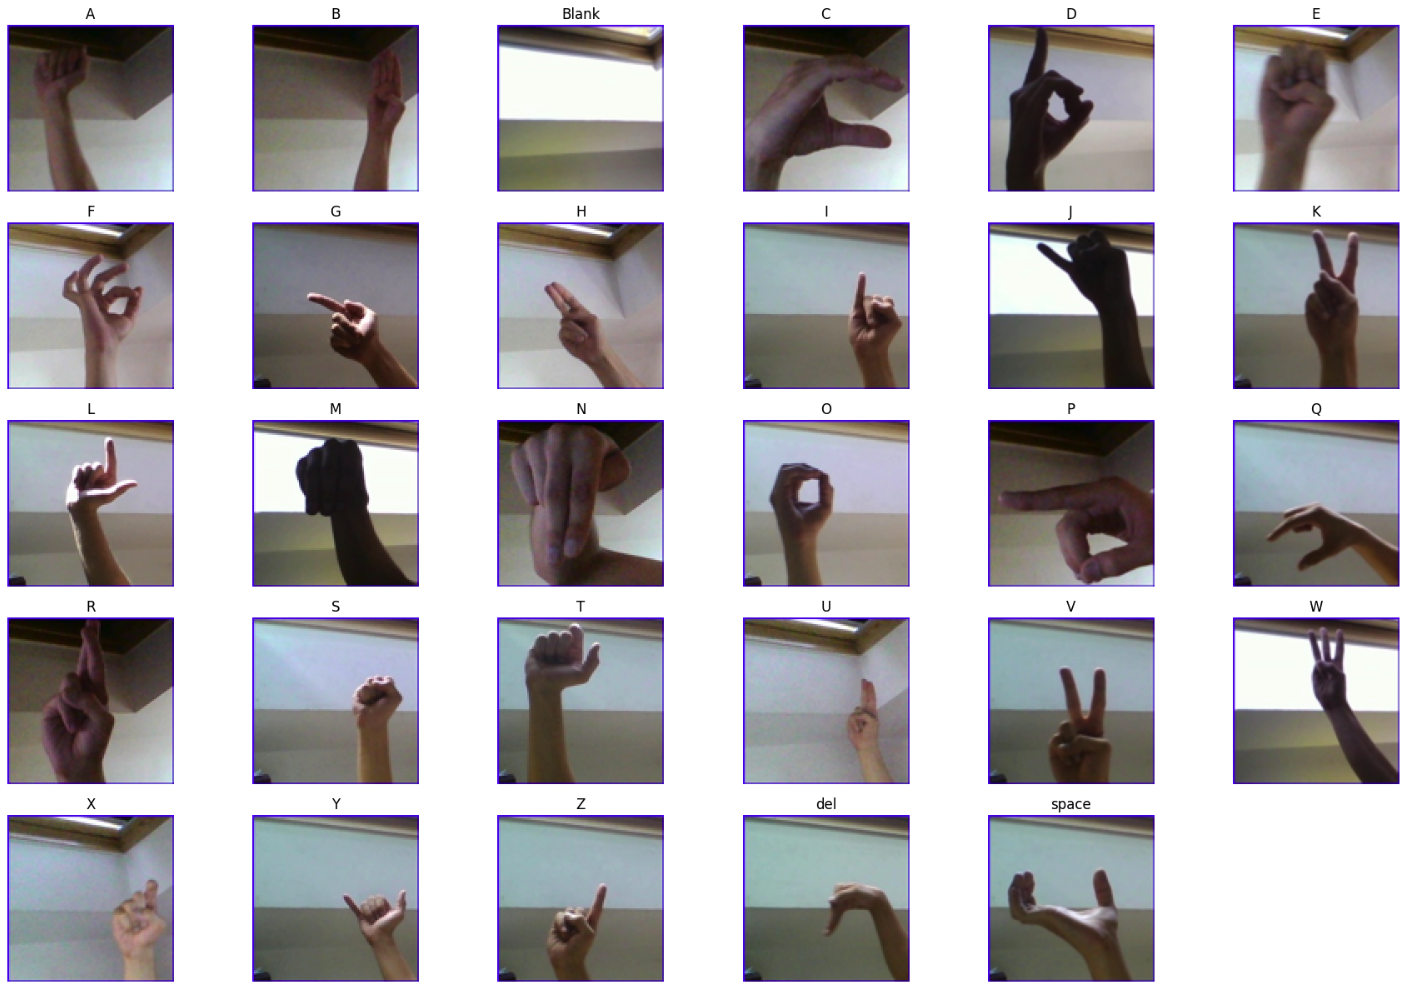 A B Blank C D E
F G H I J K
L M N O P Q
R S T U V W
X Y Z del space